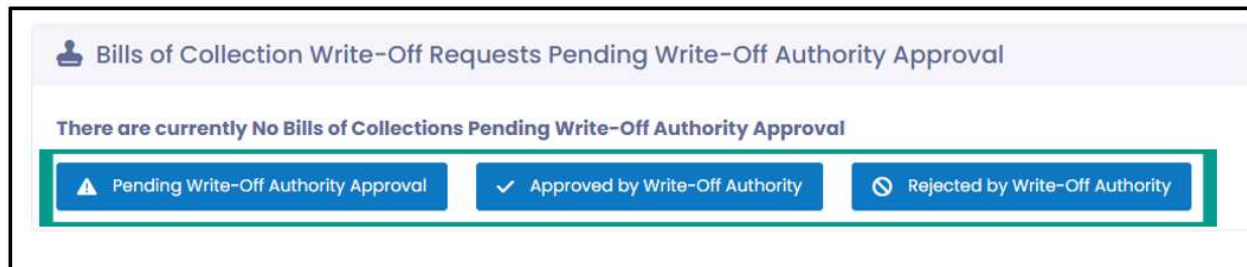 Bills of Collection Write-Off Requests Pending Write-Off Authority Approval
There are currently No Bills of Collections Pending Write-Off Authority Approval
Pending Write-Off Authority Approval Approved by Write-Off Authority Rejected by Write-Off Authority